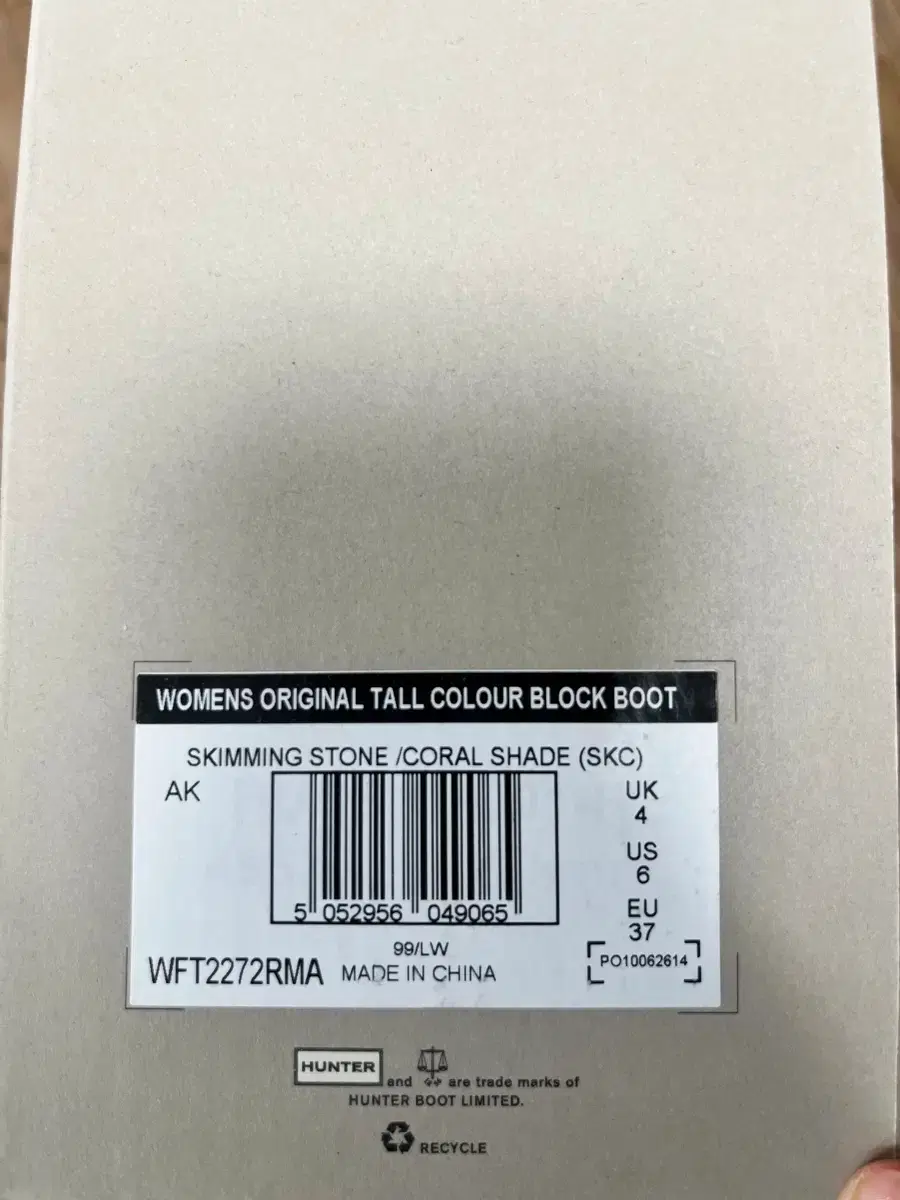 WOMENS ORIGINAL TALL COLOUR BLOCK BOOT
SKIMMING STONE /CORAL SHADE (SKC)
AK
UK
4
US
6
EU
37
5 052956 049065
99/LW
WFT2272RMA MADE IN CHINA
PO10062614
HUNTER and are trade marks of
HUNTER BOOT LIMITED.
RECYCLE